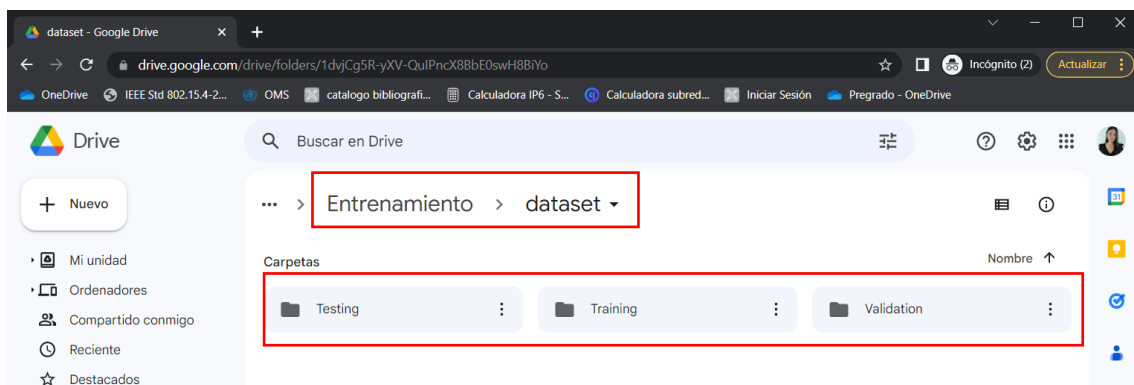 dataset - Google Drive
drive.google.com/drive/folders/1dvjCg5R-yXV-QuIPncX8BbE0swH8BiYo
Incógnito (2)
Actualizar
OneDrive
IEEE Std 802.15.4-2...
OMS
catalogo bibliografi...
Calculadora IP6 - S...
Calculadora subred...
Iniciar Sesión
Pregrado - OneDrive
Drive
Buscar en Drive
Nuevo
... > Entrenamiento > dataset
31
Mi unidad
Carpetas
Nombre
Ordenadores
Testing
Training
Validation
Compartido conmigo
Reciente
Destacados